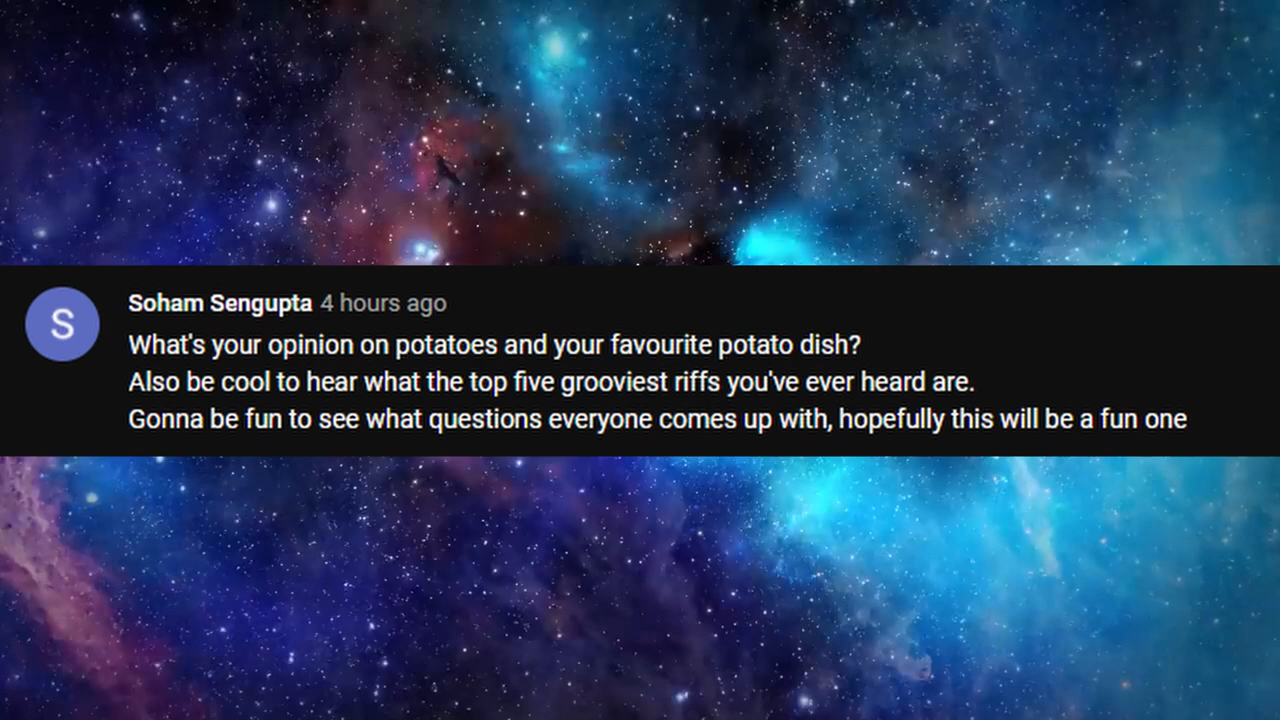 S
Soham Sengupta 4 hours ago
What's your opinion on potatoes and your favourite potato dish?
Also be cool to hear what the top five grooviest riffs you've ever heard are.
Gonna be fun to see what questions everyone comes up with, hopefully this will be a fun one